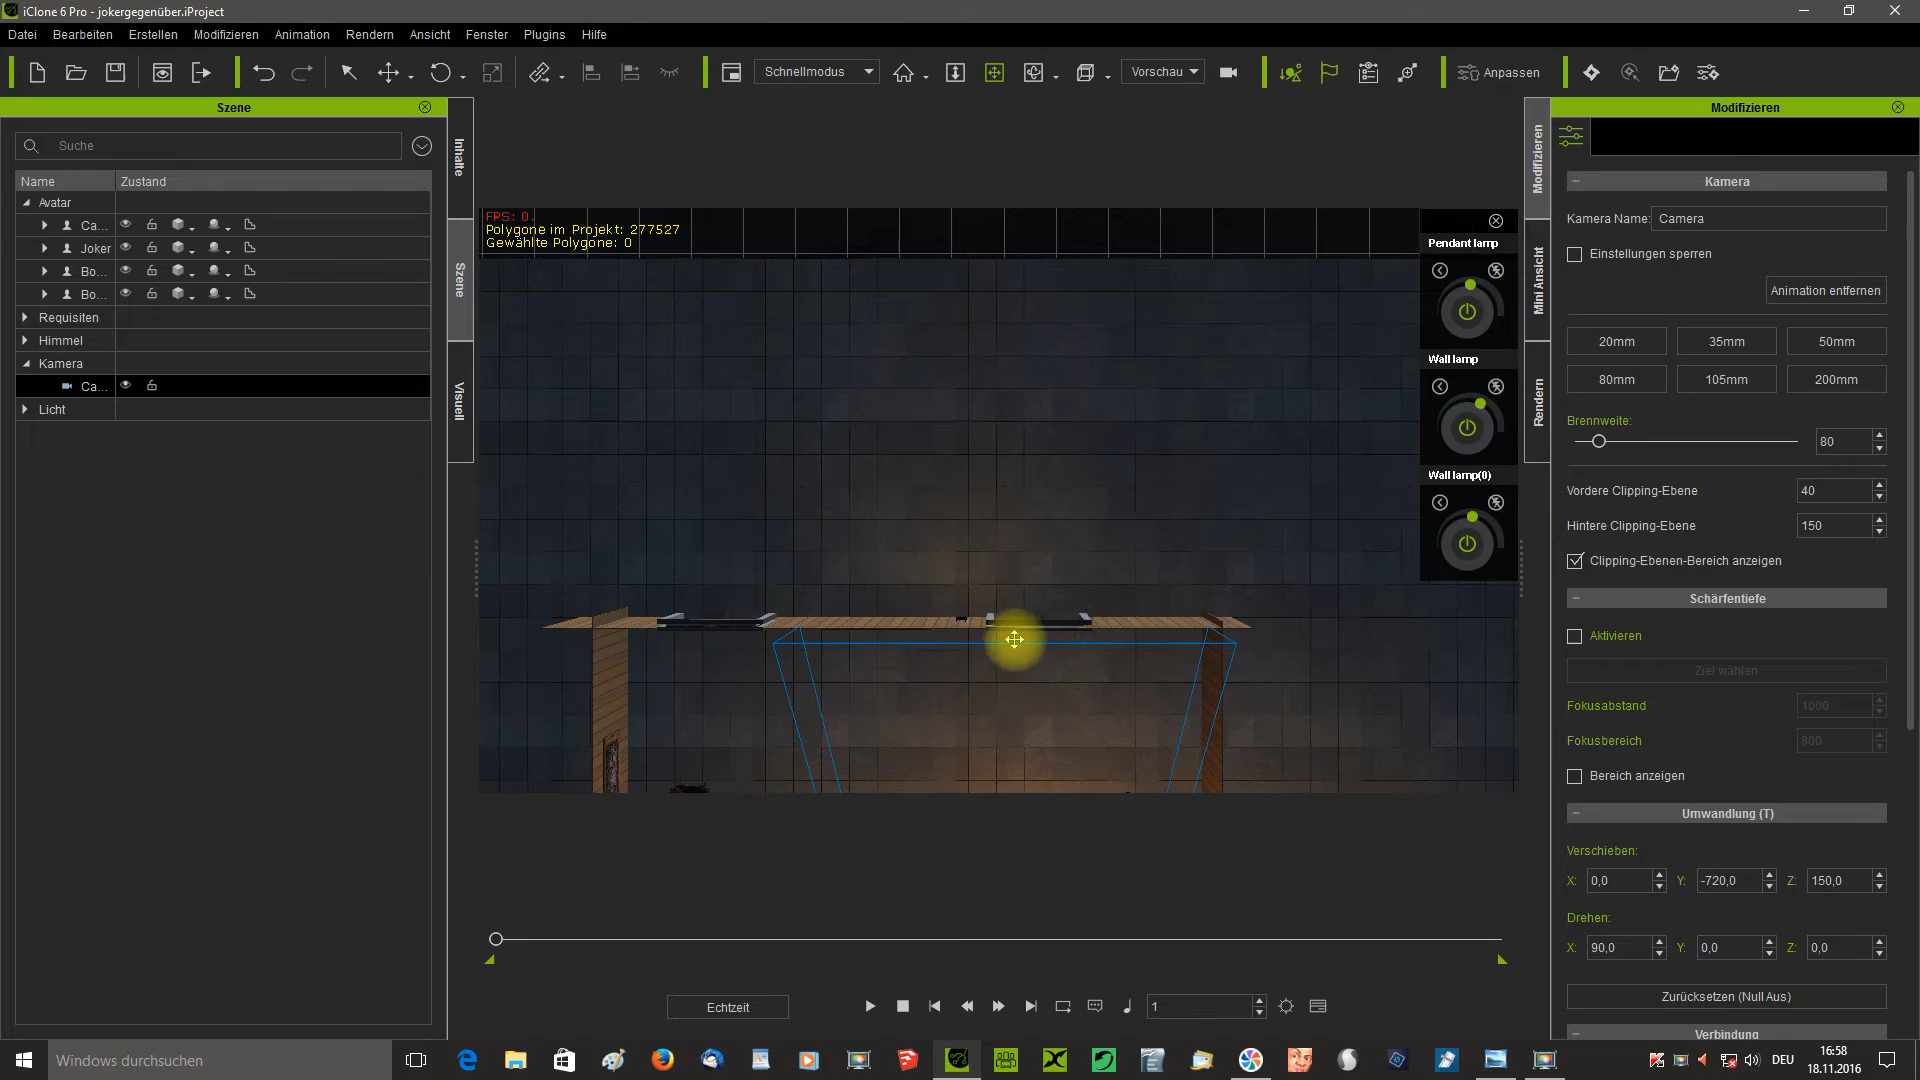 iClone 6 Pro - jokergegenüber.iProject
Datei Bearbeiten Erstellen Modifizieren Animation Rendern Ansicht Fenster Plugins Hilfe
Schnellmodus Vorschau Anpassen
Szene
Suche
Name Zustand
Avatar
Ca...
Joker
Bo...
Bo...
Requisiten
Himmel
Kamera
Ca...
Licht
Inhalte
Szene
Visuell
FPS: 0.
Polygone im Projekt: 277527
Gewählte Polygone: 0
Pendant lamp
Wall lamp
Wall lamp(0)
Echtzeit
1
Modifizieren
Mini Ansicht
Rendern
Modifizieren
Kamera
Kamera Name: Camera
Einstellungen sperren
Animation entfernen
20mm 35mm 50mm
80mm 105mm 200mm
Brennweite:
80
Vordere Clipping-Ebene 40
Hintere Clipping-Ebene 150
Clipping-Ebenen-Bereich anzeigen
Schärfentiefe
Aktivieren
Ziel wählen
Fokusabstand 1000
Fokusbereich 800
Bereich anzeigen
Umwandlung (T)
Verschieben:
X: 0,0 Y: -720,0 Z: 150,0
Drehen:
X: 90,0 Y: 0,0 Z: 0,0
Zurücksetzen (Null Aus)
Verbindung
Windows durchsuchen
DEU
16:58
18.11.2016